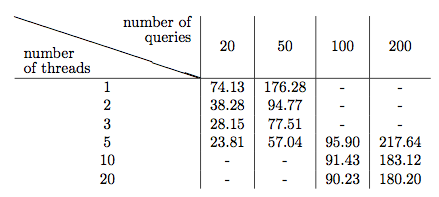 number of
queries
20 50 100 200
number
of threads
1 74.13 176.28 - -
2 38.28 94.77 - -
3 28.15 77.51 - -
5 23.81 57.04 95.90 217.64
10 - - 91.43 183.12
20 - - 90.23 180.20